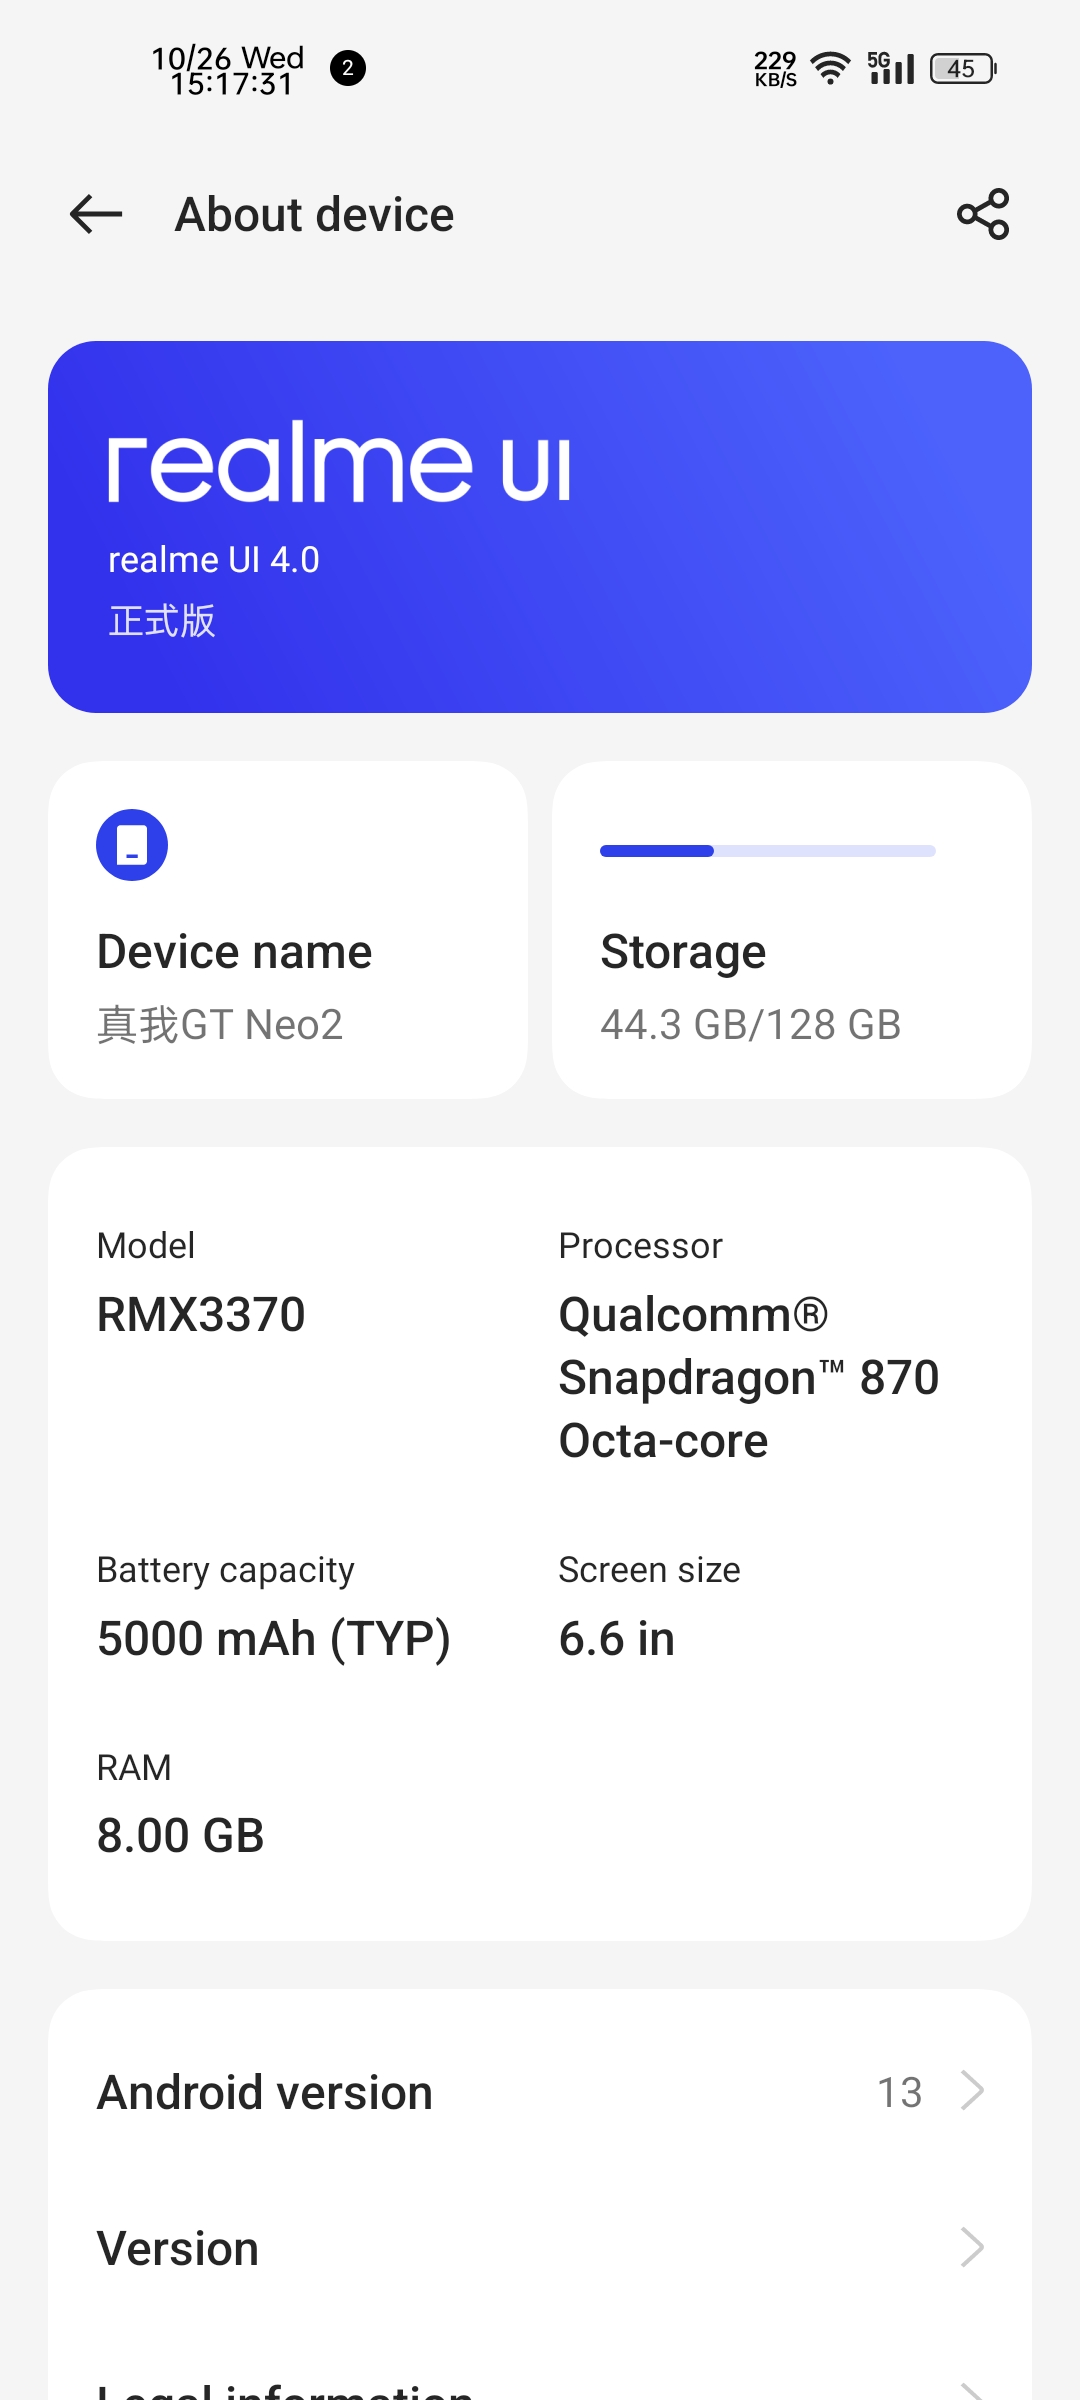 10/26 Wed
15:17:31
2
229
KB/S
5G
45
About device
realme UI
realme UI 4.0
正式版
Device name
真我GT Neo2
Storage
44.3 GB/128 GB
Model
RMX3370
Processor
Qualcomm®
Snapdragon™ 870
Octa-core
Battery capacity
5000 mAh (TYP)
Screen size
6.6 in
RAM
8.00 GB
Android version
13
Version
Legal information